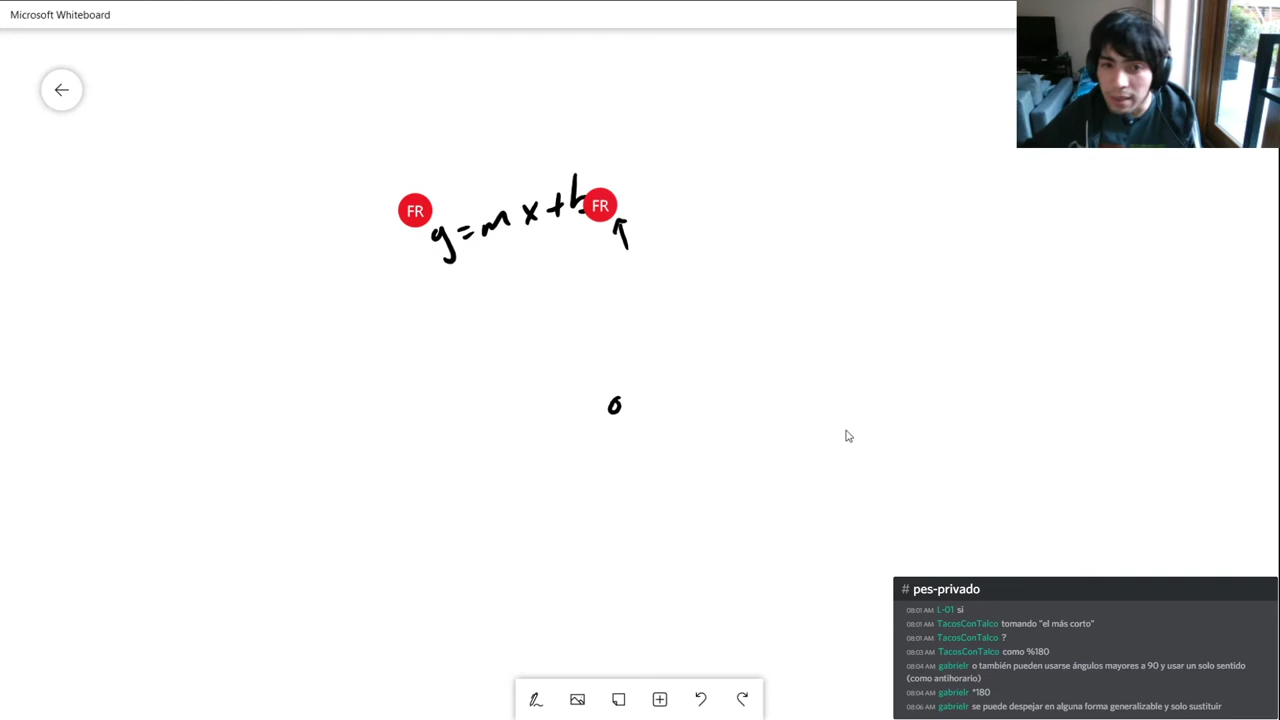 Microsoft Whiteboard
FR y=mx+b FR
↑
o
# pes-privado
08:01 AM L-01 si
08:01 AM TacosConTalco tomando "el más corto"
08:01 AM TacosConTalco ?
08:03 AM TacosConTalco como %180
08:04 AM gabrielr o también pueden usarse ángulos mayores a 90 y usar un solo sentido
(como antihorario)
08:04 AM gabrielr *180
08:06 AM gabrielr se puede despejar en alguna forma generalizable y solo sustituir